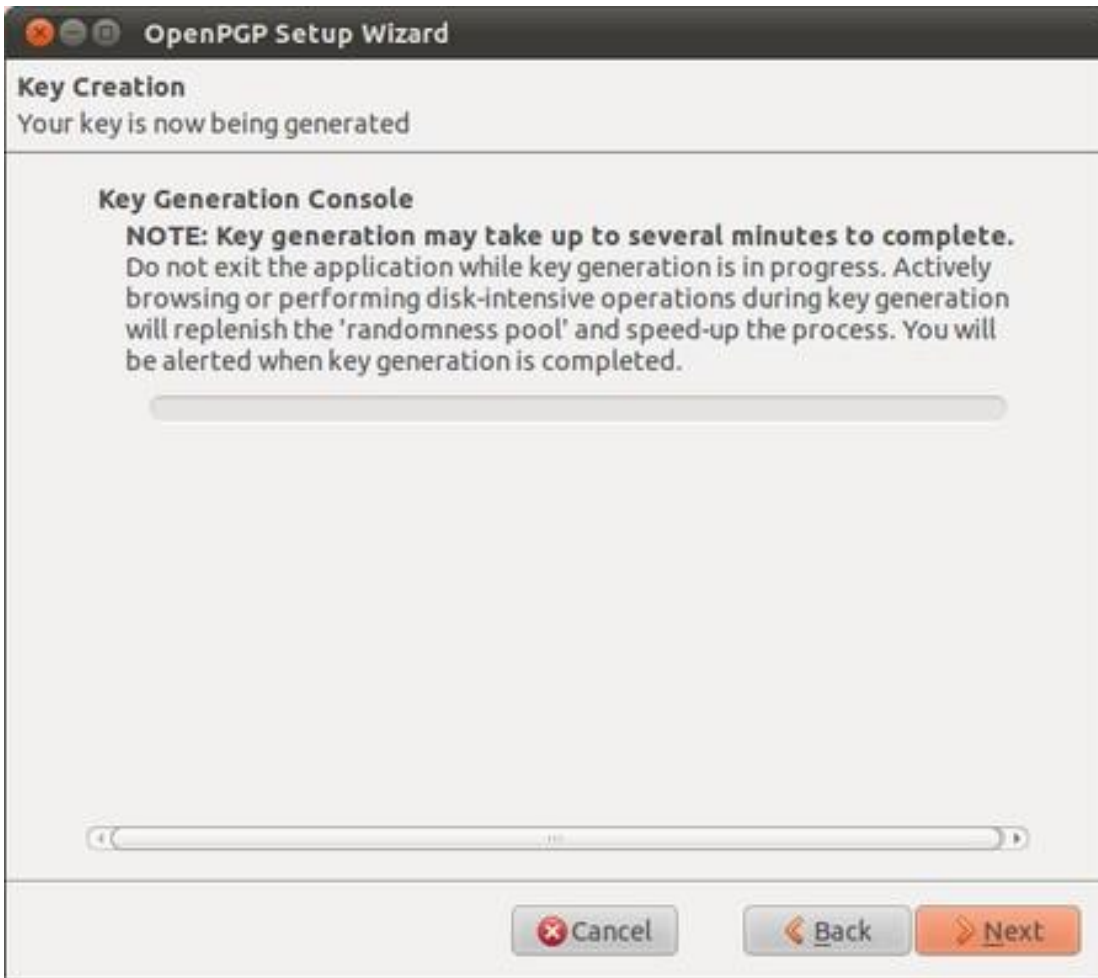 OpenPGP Setup Wizard
Key Creation
Your key is now being generated
Key Generation Console
NOTE: Key generation may take up to several minutes to complete.
Do not exit the application while key generation is in progress. Actively
browsing or performing disk-intensive operations during key generation
will replenish the 'randomness pool' and speed-up the process. You will
be alerted when key generation is completed.
Cancel
Back
Next